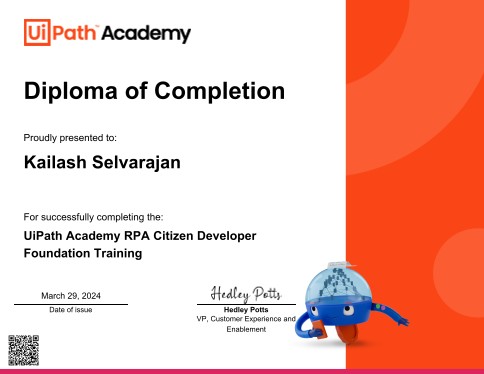 UiPath™ Academy
Diploma of Completion
Proudly presented to:
Kailash Selvarajan
For successfully completing the:
UiPath Academy RPA Citizen Developer
Foundation Training
March 29, 2024
Date of issue
Hedley Potts
Hedley Potts
VP, Customer Experience and
Enablement